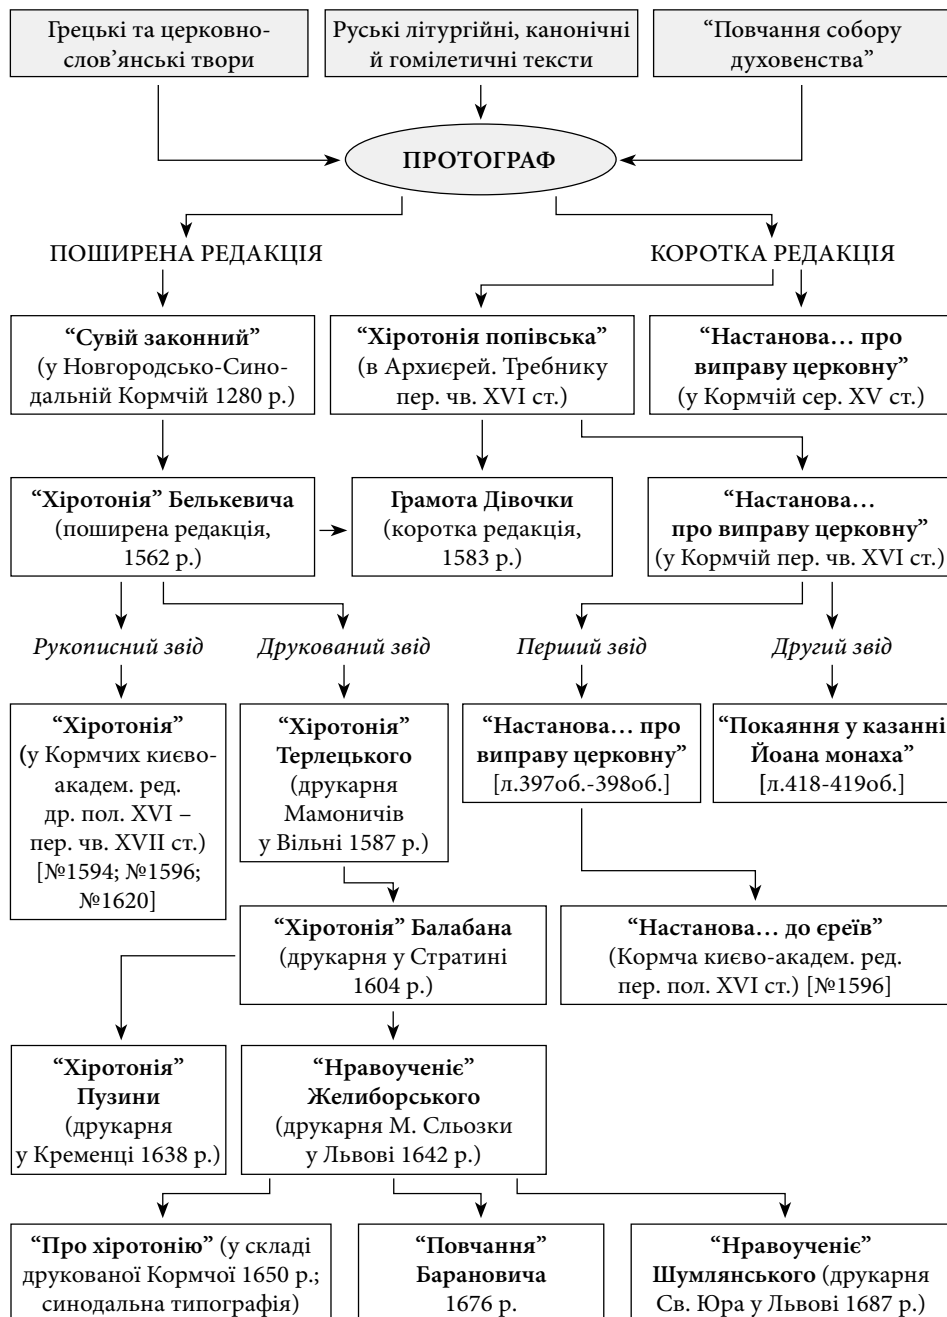 Грецькі та церковно-
слов’янські твори
Руські літургійні, канонічні
й гомілетичні тексти
“Повчання собору
духовенства”
ПРОТОГРАФ
ПОШИРЕНА РЕДАКЦІЯ
КОРОТКА РЕДАКЦІЯ
“Сувій законний”
(у Новгородсько-Сино-
дальній Кормчій 1280 р.)
“Хіротонія попівська”
(в Архиєрей. Требнику
пер. чв. XVI ст.)
“Настанова… про
виправу церковну”
(у Кормчій сер. XV ст.)
“Хіротонія” Белькевича
(поширена редакція,
1562 р.)
Грамота Дівочки
(коротка редакція,
1583 р.)
“Настанова…
про виправу церковну”
(у Кормчій пер. чв. XVI ст.)
Рукописний звід
Друкований звід
Перший звід
Другий звід
“Хіротонія”
(у Кормчих києво-
академ. ред.
др. пол. XVI –
пер. чв. XVII ст.)
[№1594; №1596;
№1620]
“Хіротонія”
Терлецького
(друкарня
Мамоничів
у Вільні 1587 р.)
“Настанова… про
виправу церковну”
[л.397об.-398об.]
“Покаяння у казанні
Йоана монаха”
[л.418-419об.]
“Хіротонія” Балабана
(друкарня у Стратині
1604 р.)
“Настанова… до єреїв”
(Кормча києво-академ. ред.
пер. пол. XVI ст.) [№1596]
“Хіротонія”
Пузини
(друкарня
у Кременці 1638 р.)
“Нравоученіє”
Желиборського
(друкарня М. Сльозки
у Львові 1642 р.)
“Про хіротонію” (у складі
друкованої Кормчої 1650 р.;
синодальна типографія)
“Повчання”
Барановича
1676 р.
“Нравоученіє”
Шумлянського (друкарня
Св. Юра у Львові 1687 р.)